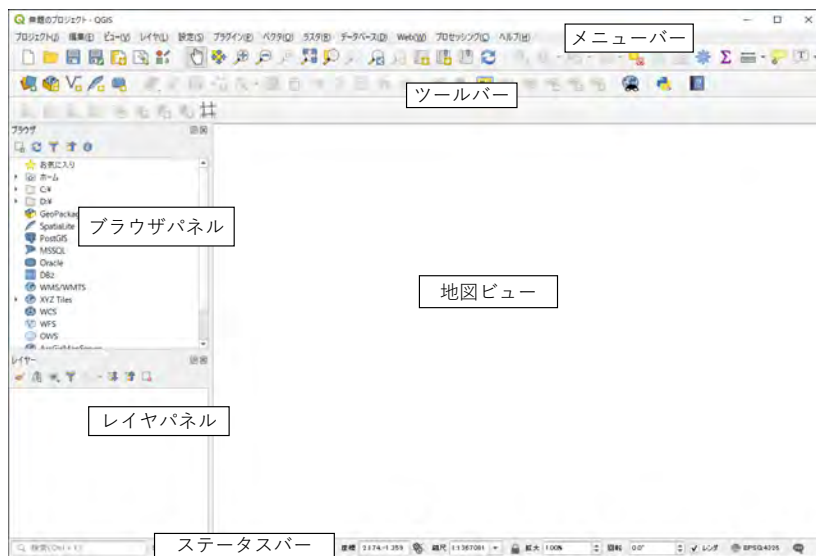 無題のプロジェクト - QGIS
プロジェクト(J) 編集(E) ビュー(V) レイヤ(L) 設定(S) プラグイン(P) ベクタ(O) ラスタ(R) データベース(D) Web(W) プロセッシング(C) ヘルプ(H)
メニューバー
ツールバー
ブラウザ
お気に入り
ホーム
C:¥
D:¥
GeoPackag
SpatiaLite
PostGIS
MSSQL
Oracle
DB2
WMS/WMTS
XYZ Tiles
WCS
WFS
OWS
ArcGisMapServer
ブラウザパネル
地図ビュー
レイヤー
レイヤパネル
検索(Ctrl + K)
ステータスバー
座標
縮尺
拡大 100%
回転 0.0°
レンダ